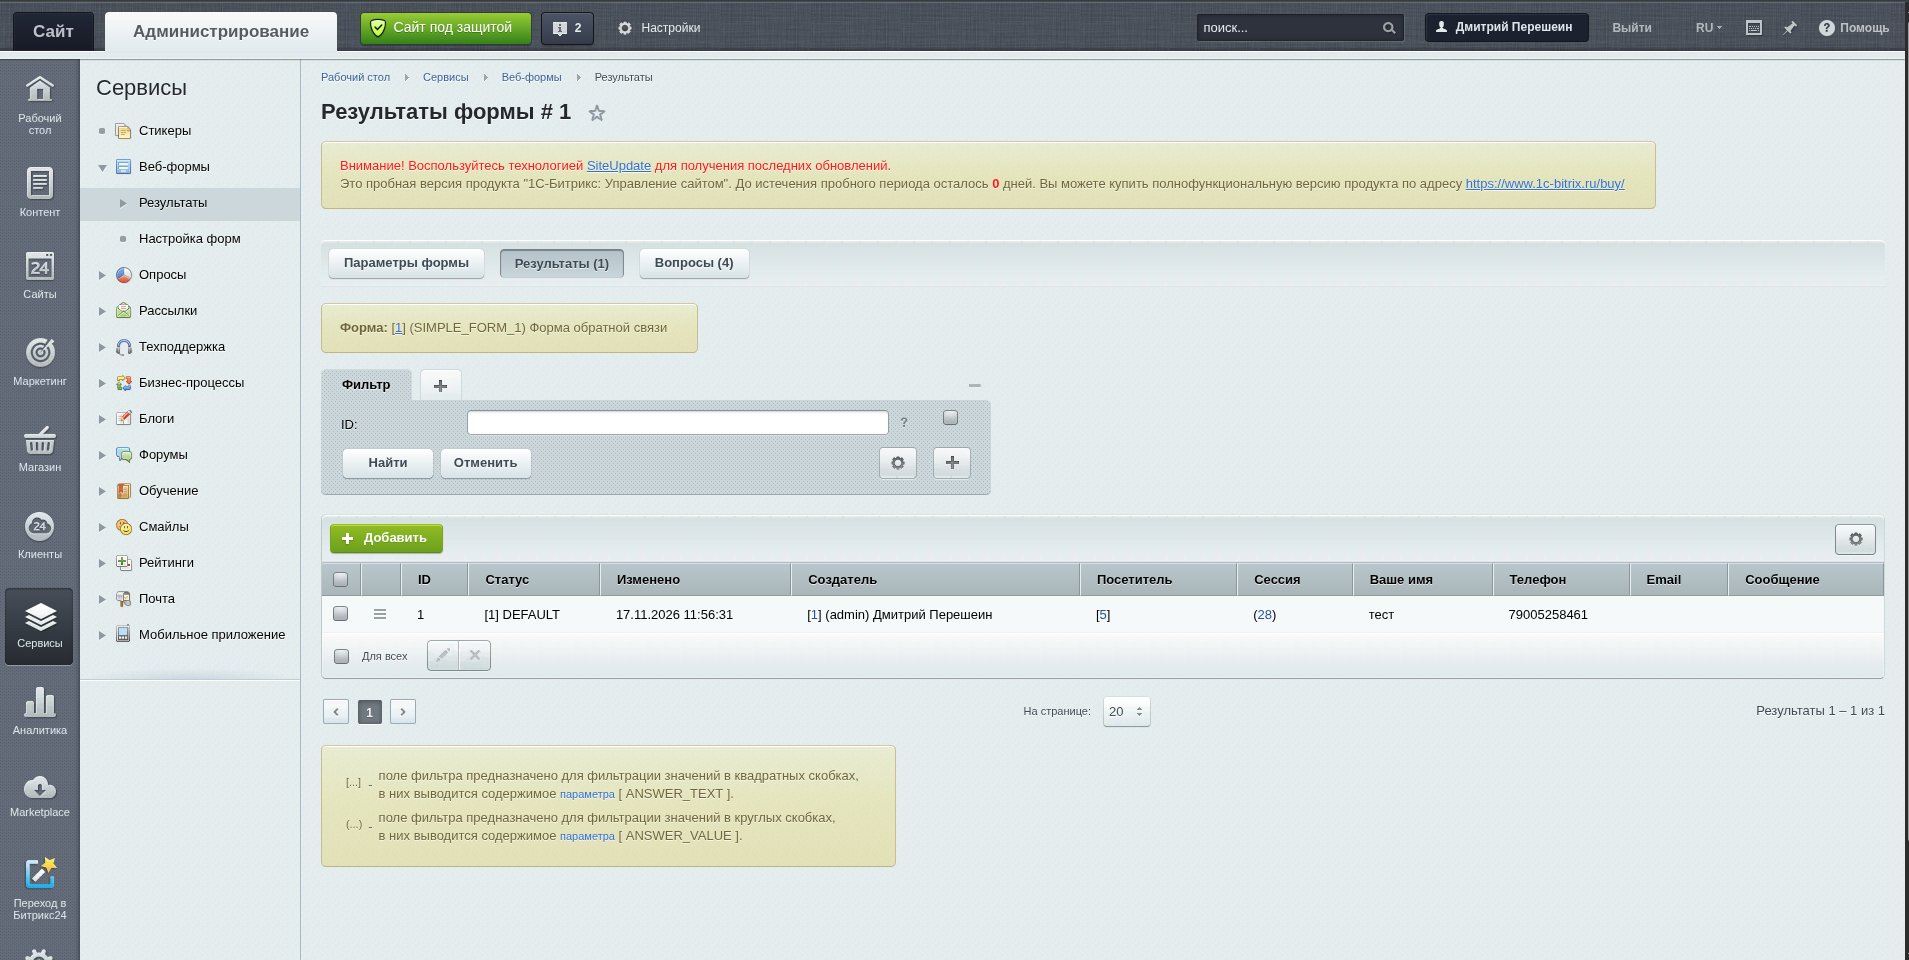 Сайт
Администрирование
Сайт под защитой
2
Настройки
поиск...
Дмитрий Перешеин
Выйти
RU
Помощь
Рабочий
стол
Контент
24
Сайты
Маркетинг
Магазин
24
Клиенты
Сервисы
Аналитика
Marketplace
Переход в
Битрикс24
Сервисы
Стикеры
Веб-формы
Результаты
Настройка форм
Опросы
Рассылки
Техподдержка
Бизнес-процессы
Блоги
Форумы
Обучение
Смайлы
Рейтинги
Почта
Мобильное приложение
Рабочий стол
Сервисы
Веб-формы
Результаты
Результаты формы # 1
Внимание! Воспользуйтесь технологией SiteUpdate для получения последних обновлений.
Это пробная версия продукта "1С-Битрикс: Управление сайтом". До истечения пробного периода осталось 0 дней. Вы можете купить полнофункциональную версию продукта по адресу https://www.1c-bitrix.ru/buy/
Параметры формы
Результаты (1)
Вопросы (4)
Форма: [1] (SIMPLE_FORM_1) Форма обратной связи
Фильтр
ID:
?
Найти
Отменить
Добавить
ID Статус Изменено Создатель Посетитель Сессия Ваше имя Телефон Email Сообщение
1 [1] DEFAULT 17.11.2026 11:56:31 [1] (admin) Дмитрий Перешеин [5] (28) тест 79005258461
Для всех
1
На странице: 20
Результаты 1 – 1 из 1
[...] - поле фильтра предназначено для фильтрации значений в квадратных скобках,
в них выводится содержимое параметра [ ANSWER_TEXT ].
(...) - поле фильтра предназначено для фильтрации значений в круглых скобках,
в них выводится содержимое параметра [ ANSWER_VALUE ].